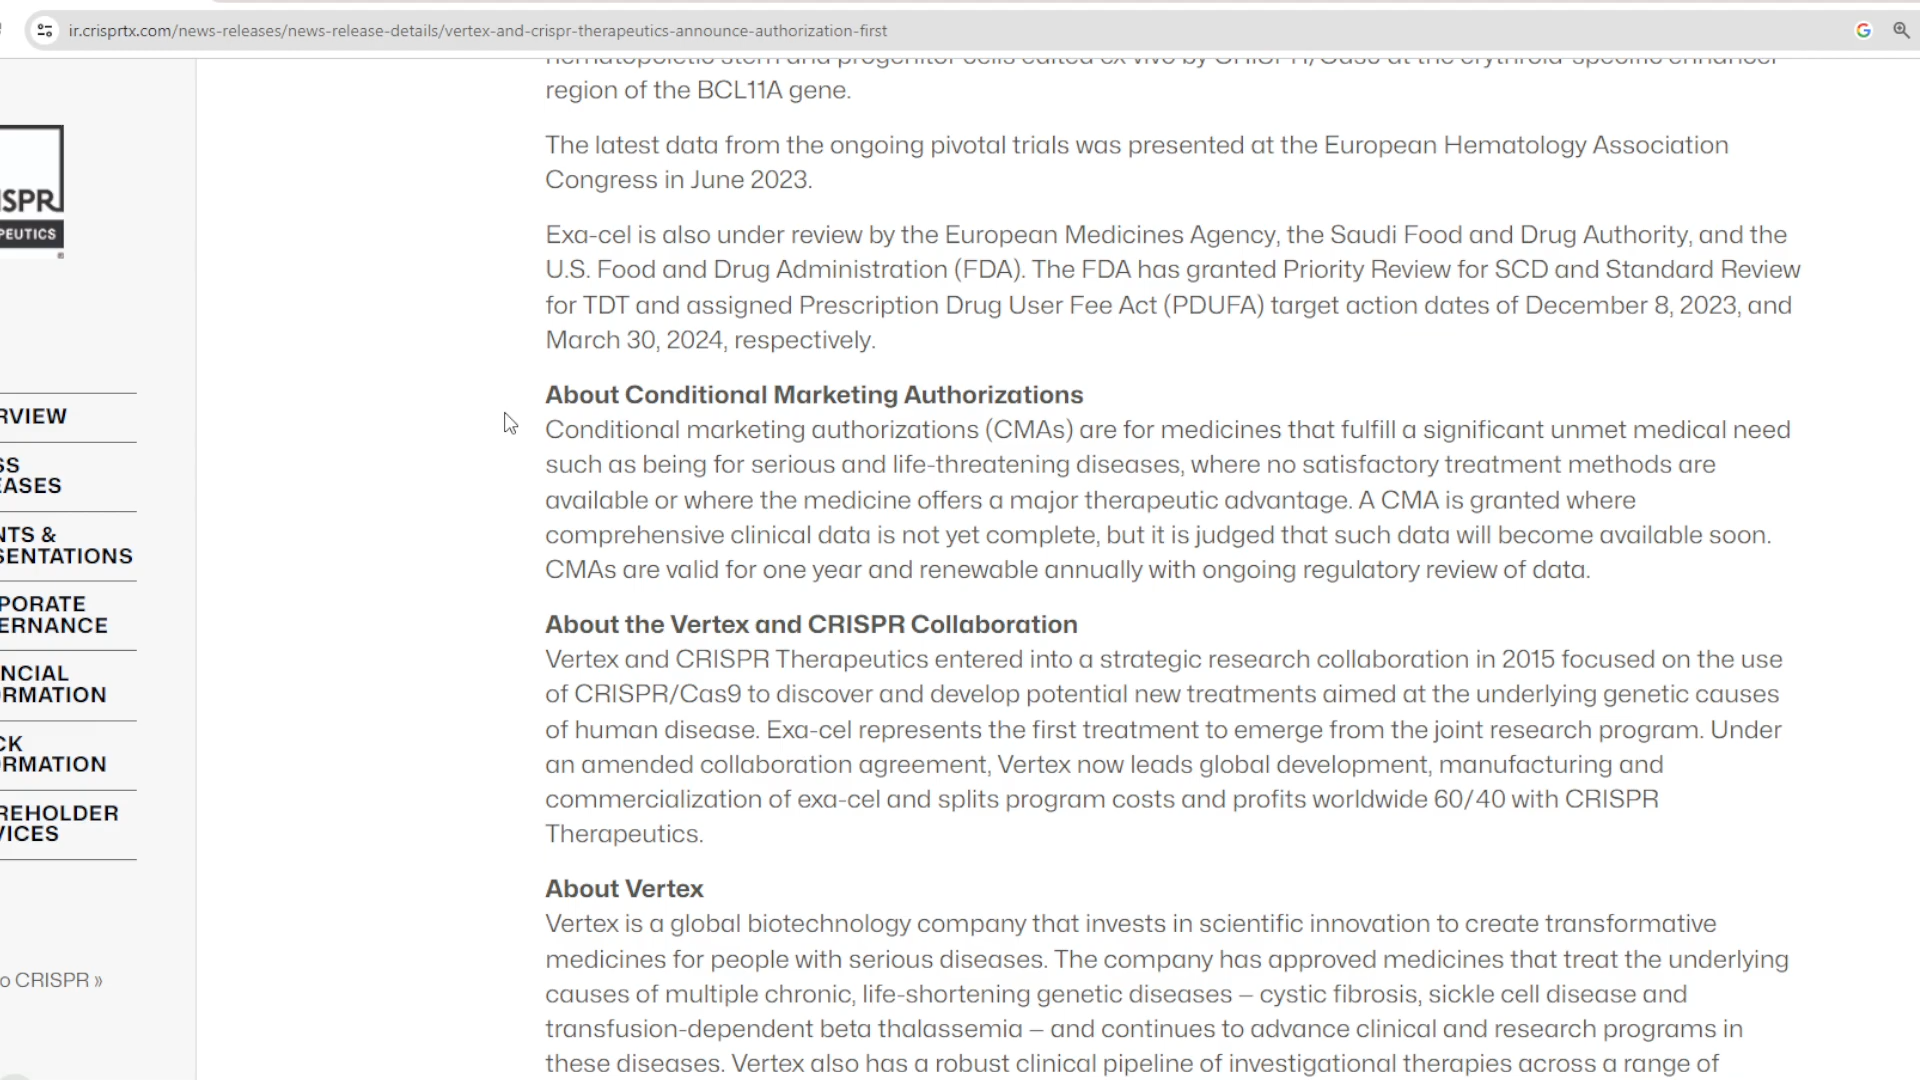 ir.crisprtx.com/news-releases/news-release-details/vertex-and-crispr-therapeutics-announce-authorization-first
hematopoietic stem and progenitor cells edited ex vivo by CRISPR/Cas9 at the erythroid-specific enhancer
region of the BCL11A gene.
The latest data from the ongoing pivotal trials was presented at the European Hematology Association
Congress in June 2023.
Exa-cel is also under review by the European Medicines Agency, the Saudi Food and Drug Authority, and the
U.S. Food and Drug Administration (FDA). The FDA has granted Priority Review for SCD and Standard Review
for TDT and assigned Prescription Drug User Fee Act (PDUFA) target action dates of December 8, 2023, and
March 30, 2024, respectively.
About Conditional Marketing Authorizations
Conditional marketing authorizations (CMAs) are for medicines that fulfill a significant unmet medical need
such as being for serious and life-threatening diseases, where no satisfactory treatment methods are
available or where the medicine offers a major therapeutic advantage. A CMA is granted where
comprehensive clinical data is not yet complete, but it is judged that such data will become available soon.
CMAs are valid for one year and renewable annually with ongoing regulatory review of data.
About the Vertex and CRISPR Collaboration
Vertex and CRISPR Therapeutics entered into a strategic research collaboration in 2015 focused on the use
of CRISPR/Cas9 to discover and develop potential new treatments aimed at the underlying genetic causes
of human disease. Exa-cel represents the first treatment to emerge from the joint research program. Under
an amended collaboration agreement, Vertex now leads global development, manufacturing and
commercialization of exa-cel and splits program costs and profits worldwide 60/40 with CRISPR
Therapeutics.
About Vertex
Vertex is a global biotechnology company that invests in scientific innovation to create transformative
medicines for people with serious diseases. The company has approved medicines that treat the underlying
causes of multiple chronic, life-shortening genetic diseases – cystic fibrosis, sickle cell disease and
transfusion-dependent beta thalassemia – and continues to advance clinical and research programs in
these diseases. Vertex also has a robust clinical pipeline of investigational therapies across a range of
ISPR
PEUTICS
RVIEW
SS
EASES
NTS &
SENTATIONS
PORATE
ERNANCE
NCIAL
ORMATION
CK
ORMATION
REHOLDER
VICES
o CRISPR »